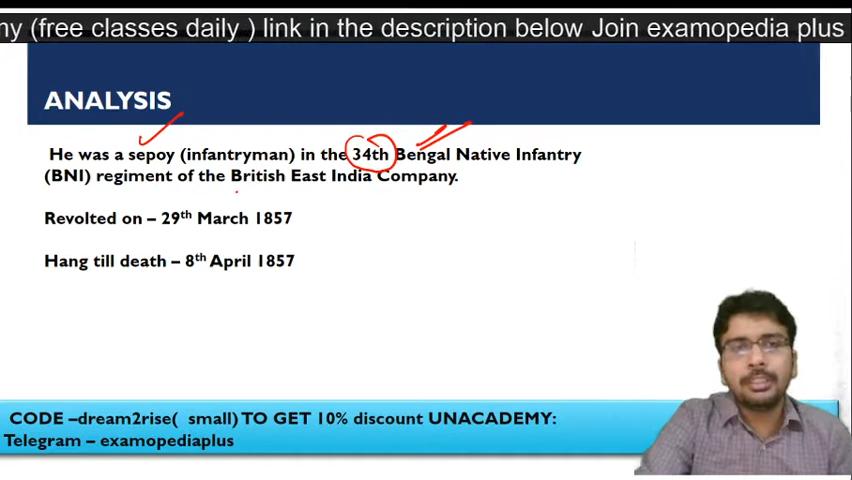 ny (free classes daily ) link in the description below Join examopedia plus
ANALYSIS
He was a sepoy (infantryman) in the 34th Bengal Native Infantry
(BNI) regiment of the British East India Company.
Revolted on – 29th March 1857
Hang till death – 8th April 1857
CODE –dream2rise( small) TO GET 10% discount UNACADEMY:
Telegram – examopediaplus